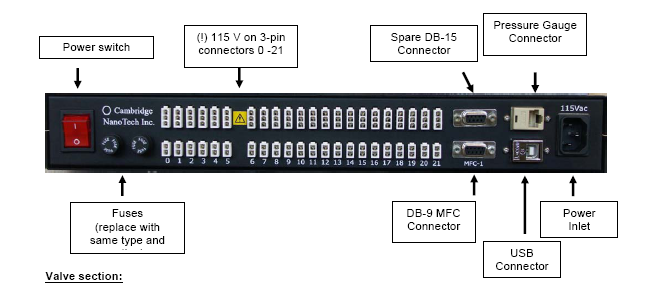 Power switch
(!) 115 V on 3-pin
connectors 0 -21
Spare DB-15
Connector
Pressure Gauge
Connector
Cambridge
NanoTech Inc.
115Vac
0 1 2 3 4 5 6 7 8 9 10 11 12 13 14 15 16 17 18 19 20 21
MFC-1
Fuses
(replace with
same type and
DB-9 MFC
Connector
USB
Connector
Power
Inlet
Valve section: